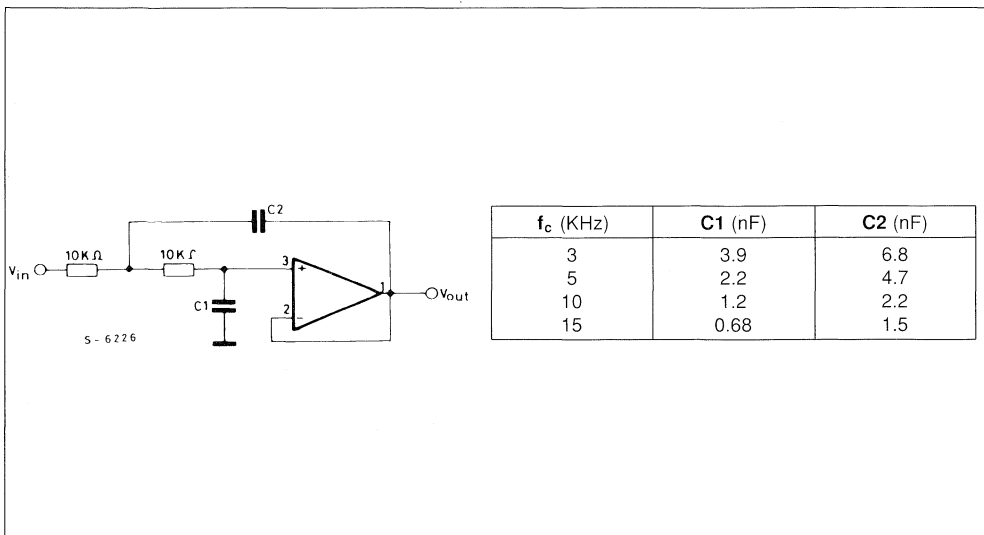 C2
10KΩ
10KΩ
Vin
3
+
1
Vout
C1
2
−
S-6226
fc (KHz) C1 (nF) C2 (nF)
3 3.9 6.8
5 2.2 4.7
10 1.2 2.2
15 0.68 1.5